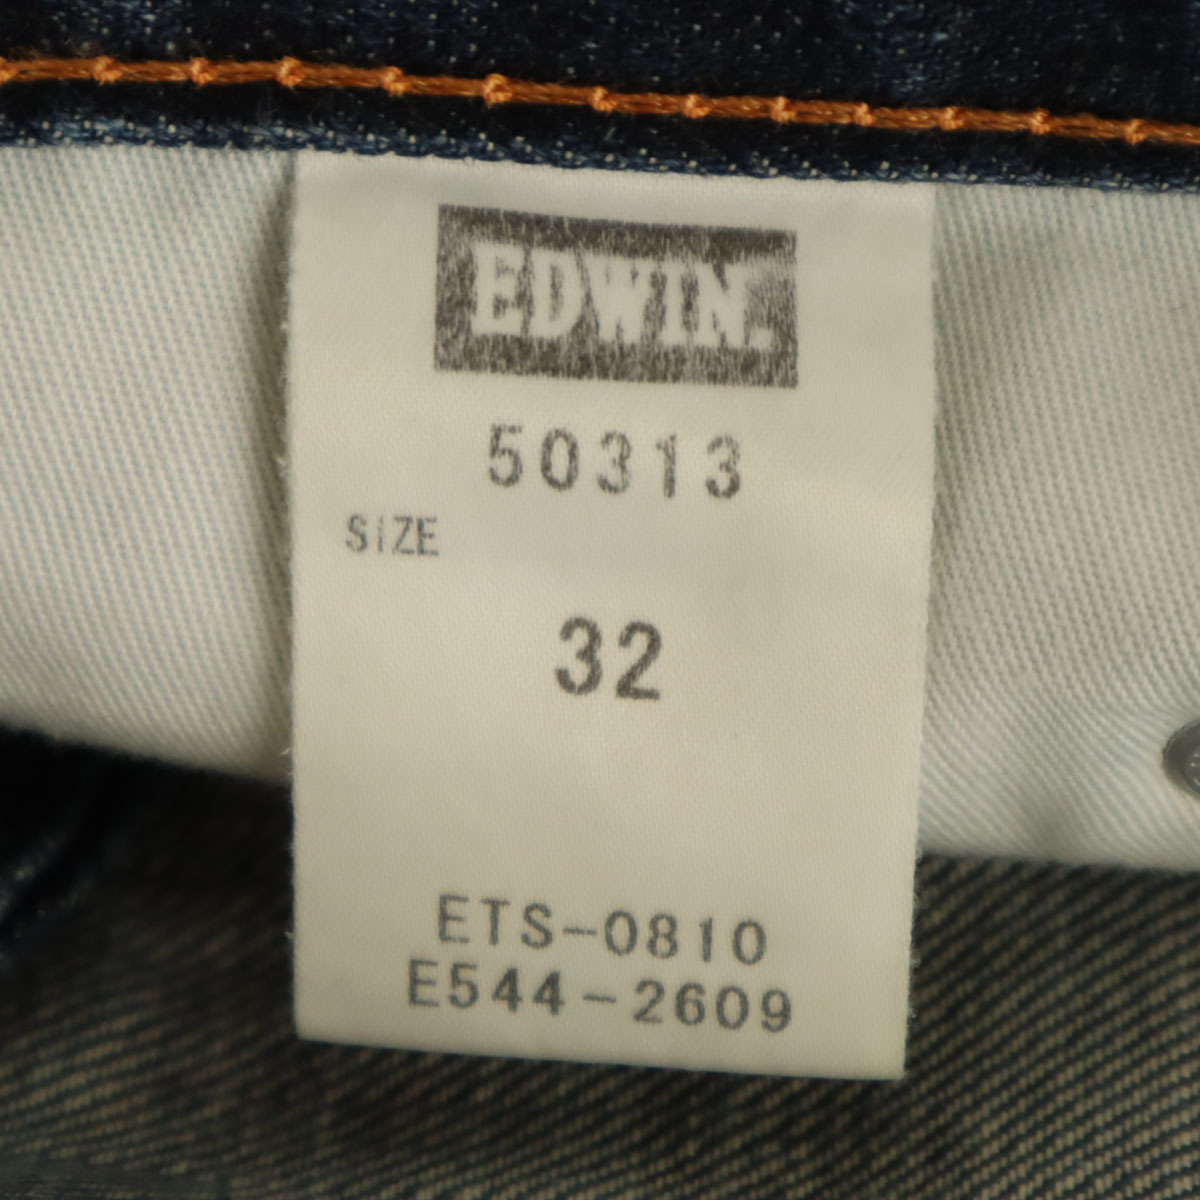 EDWIN.
50313
SIZE
32
ETS-0810
E544-2609